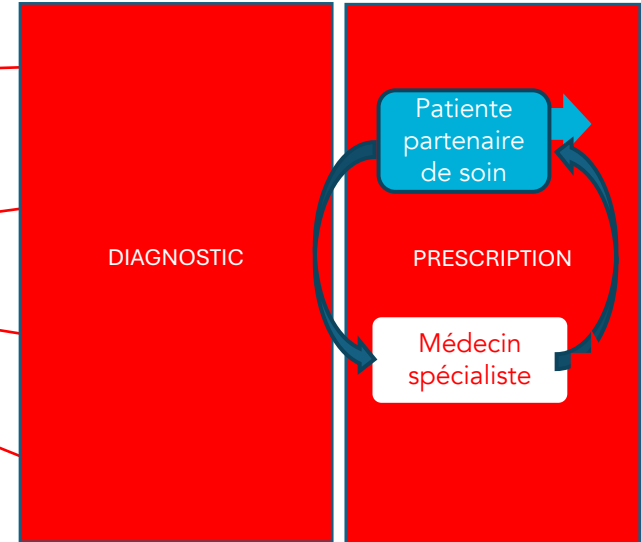 Patiente
partenaire
de soin
DIAGNOSTIC
PRESCRIPTION
Médecin
spécialiste